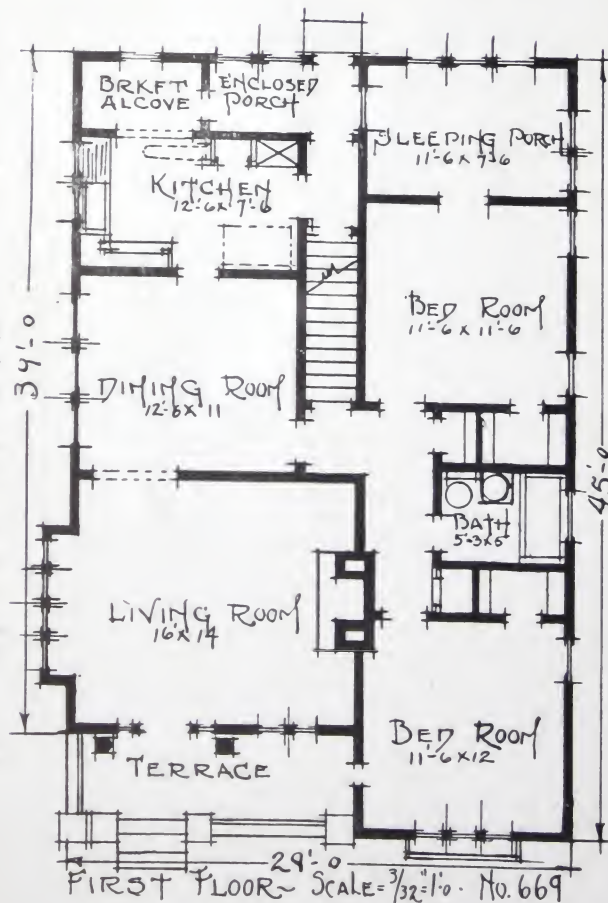 BRKFT ALCOVE
ENCLOSED PORCH
SLEEPING PORCH
11'-6 x 7'-6
KITCHEN
12'-6 x 7'-6
BED ROOM
11'-6 x 11'-6
39'-0
DINING ROOM
12'-6 x 11
45'-0
BATH
5'-3 x 5
LIVING ROOM
16' x 14
BED ROOM
11'-6 x 12
TERRACE
29'-0
FIRST FLOOR ~ SCALE = 3/32" = 1'-0. No. 669